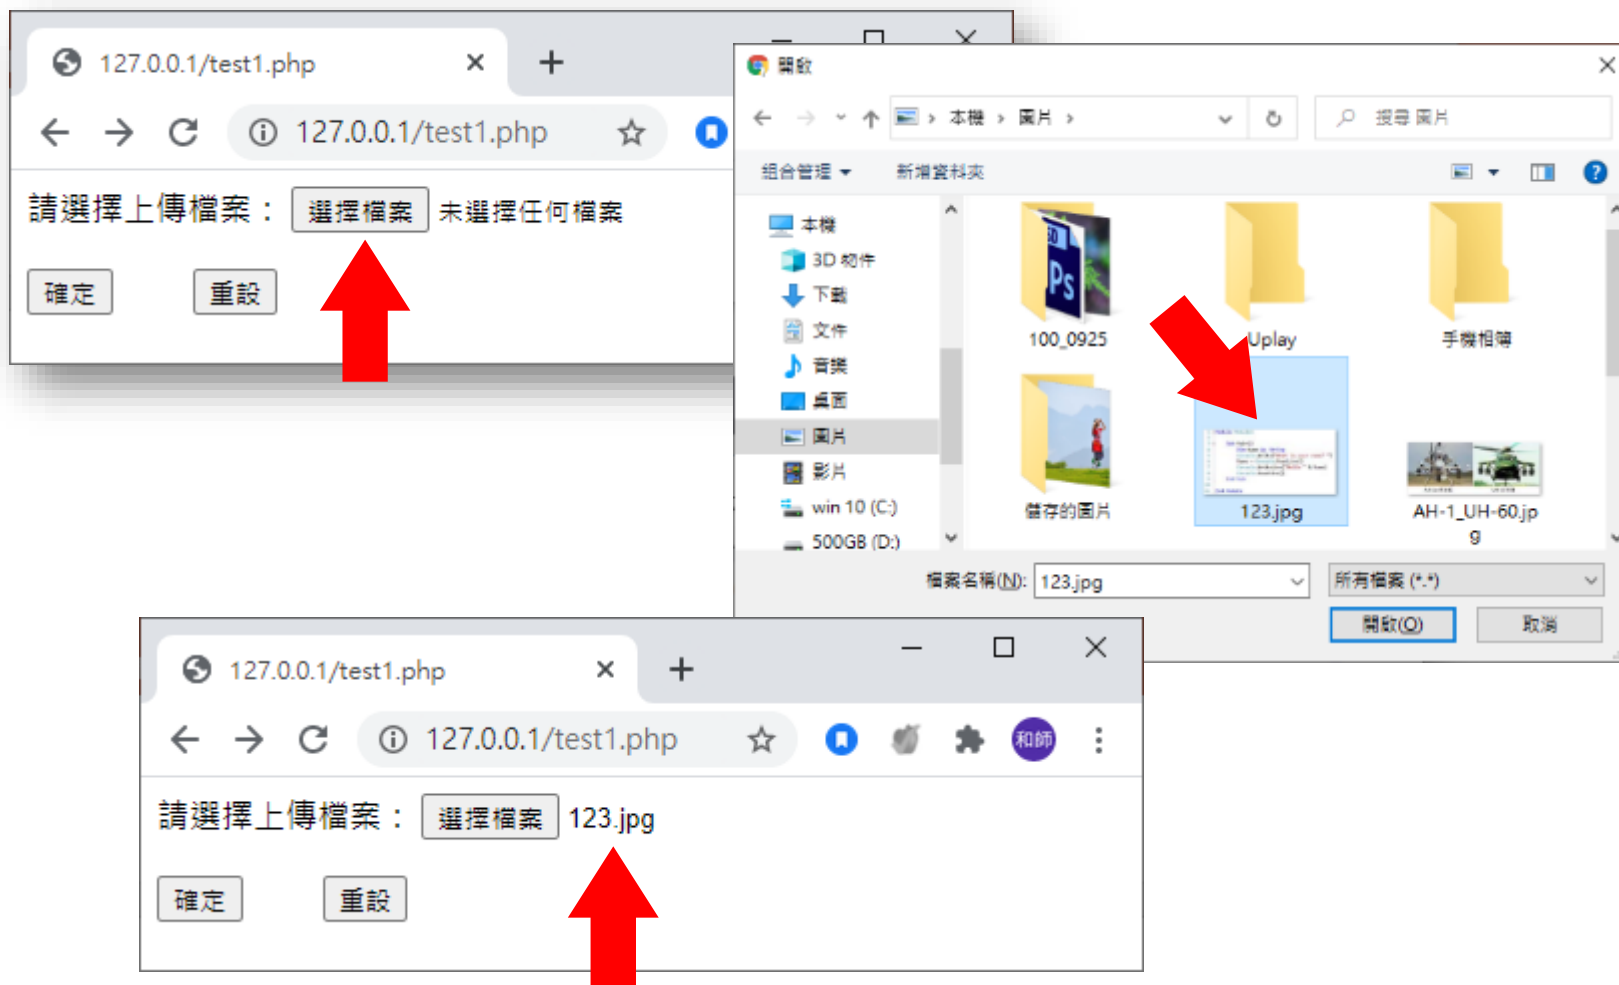 127.0.0.1/test1.php
127.0.0.1/test1.php
請選擇上傳檔案： 選擇檔案 未選擇任何檔案
確定 重設
開啟
本機 › 圖片 ›
搜尋 圖片
組合管理 新增資料夾
本機
3D 物件
下載
文件
音樂
桌面
圖片
影片
win 10 (C:)
500GB (D:)
Ps
100_0925
Uplay
手機相簿
儲存的圖片
123.jpg
AH-1_UH-60.jp
g
檔案名稱(N): 123.jpg 所有檔案 (*.*)
開啟(O) 取消
127.0.0.1/test1.php
127.0.0.1/test1.php 和師
請選擇上傳檔案： 選擇檔案 123.jpg
確定 重設